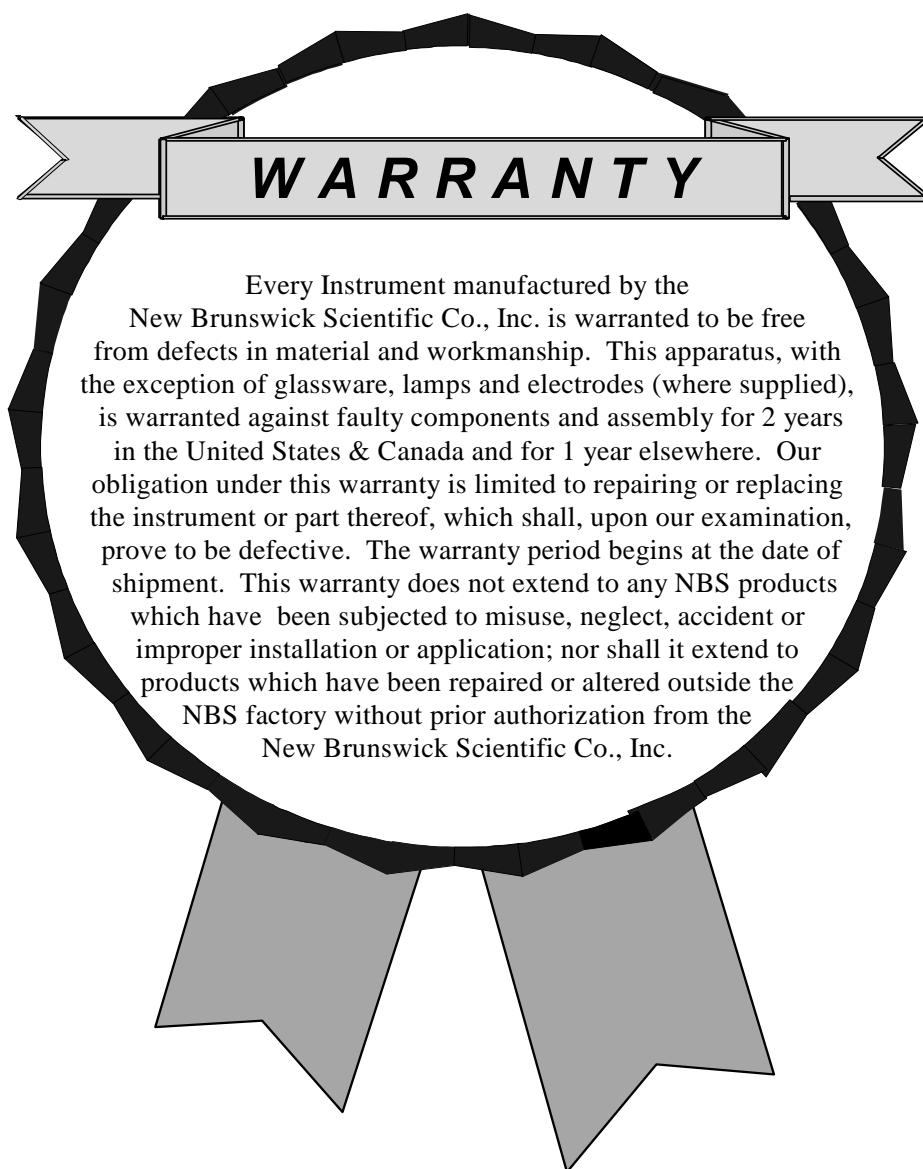 WARRANTY
Every Instrument manufactured by the
New Brunswick Scientific Co., Inc. is warranted to be free
from defects in material and workmanship.  This apparatus, with
the exception of glassware, lamps and electrodes (where supplied),
is warranted against faulty components and assembly for 2 years
in the United States & Canada and for 1 year elsewhere.  Our
obligation under this warranty is limited to repairing or replacing
the instrument or part thereof, which shall, upon our examination,
prove to be defective.  The warranty period begins at the date of
shipment.  This warranty does not extend to any NBS products
which have  been subjected to misuse, neglect, accident or
improper installation or application; nor shall it extend to
products which have been repaired or altered outside the
NBS factory without prior authorization from the
New Brunswick Scientific Co., Inc.